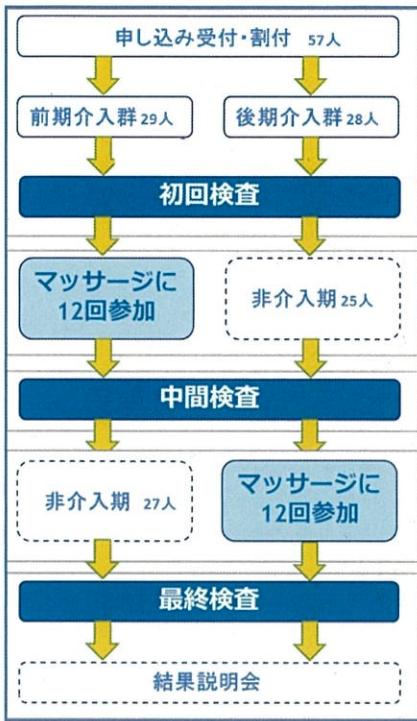 申し込み受付・割付 57人
前期介入群29人
後期介入群28人
初回検査
マッサージに
12回参加
非介入期25人
中間検査
非介入期 27人
マッサージに
12回参加
最終検査
結果説明会